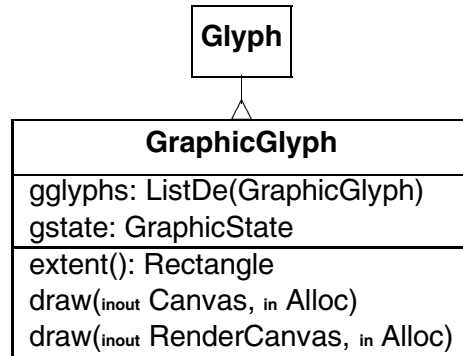 Glyph
GraphicGlyph
gglyphs: ListDe(GraphicGlyph)
gstate: GraphicState
extent(): Rectangle
draw(inout Canvas, in Alloc)
draw(inout RenderCanvas, in Alloc)